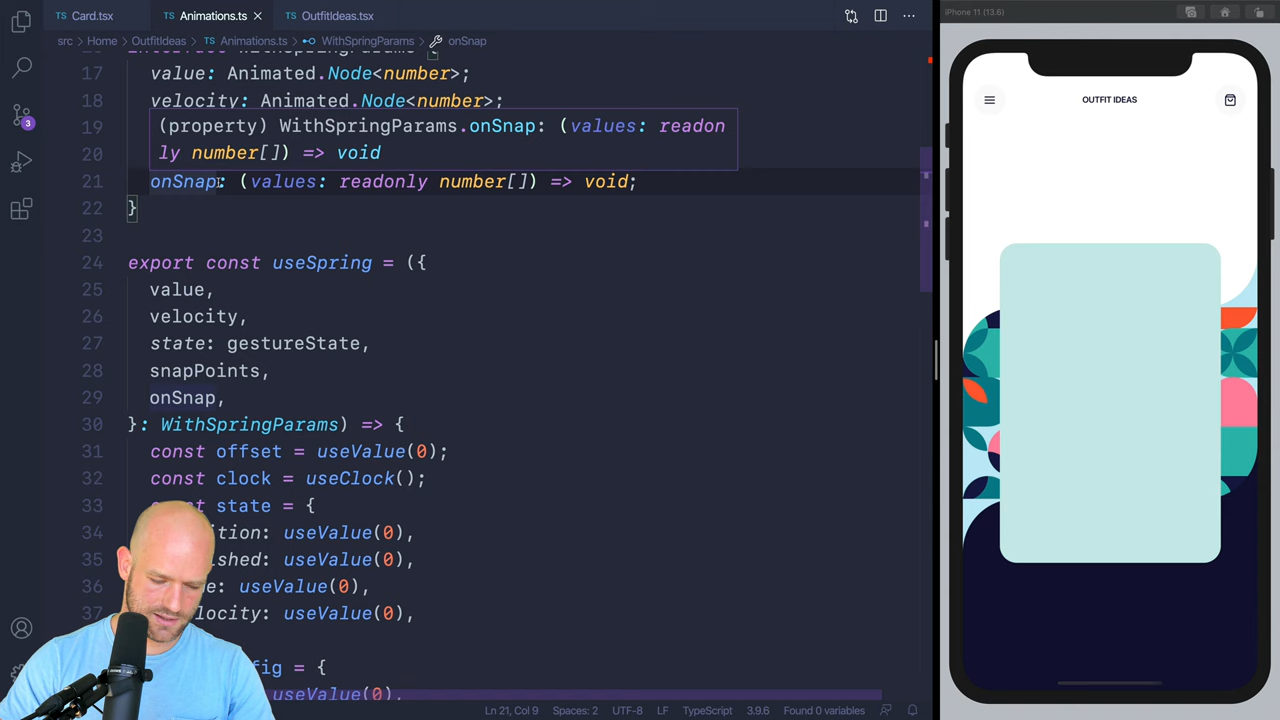 Card.tsx
Animations.ts
OutfitIdeas.tsx
iPhone 11 (13.6)
src > Home > OutfitIdeas > Animations.ts > WithSpringParams > onSnap
17 value: Animated.Node<number>;
18 velocity: Animated.Node<number>;
19 (property) WithSpringParams.onSnap: (values: readon
20 ly number[]) => void
21 onSnap: (values: readonly number[]) => void;
22 }
23
24 export const useSpring = ({
25 value,
26 velocity,
27 state: gestureState,
28 snapPoints,
29 onSnap,
30 }: WithSpringParams) => {
31 const offset = useValue(0);
32 const clock = useClock();
33 state = {
34 ition: useValue(0),
35 ished: useValue(0),
36 e: useValue(0),
37 locity: useValue(0),
fig = {
useValue(0),
OUTFIT IDEAS
3
Ln 21, Col 9 Spaces: 2 UTF-8 LF TypeScript 3.9.6 Found 0 variables